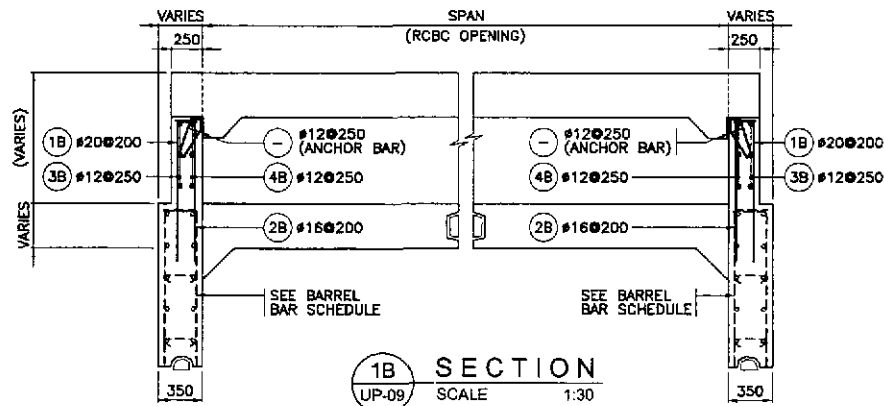 VARIES
SPAN
VARIES
250
(RCBC OPENING)
250
(VARIES)
1B ø20@200
— ø12@250
(ANCHOR BAR)
— ø12@250
(ANCHOR BAR)
1B ø20@200
3B ø12@250
4B ø12@250
4B ø12@250
3B ø12@250
VARIES
2B ø16@200
2B ø16@200
SEE BARREL
BAR SCHEDULE
SEE BARREL
BAR SCHEDULE
350
1B SECTION
UP-09 SCALE 1:30
350